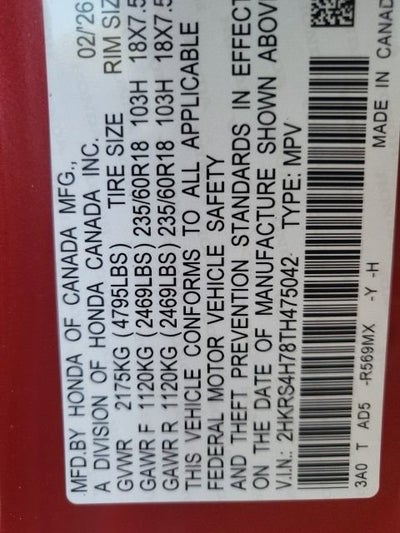 MFD.BY HONDA OF CANADA MFG., 02/'26
A DIVISION OF HONDA CANADA INC.
GVWR 2175KG (4795LBS) TIRE SIZE RIM SIZ
GAWR F 1120KG (2469LBS) 235/60R18 103H 18X7.5
GAWR R 1120KG (2469LBS) 235/60R18 103H 18X7.5
THIS VEHICLE CONFORMS TO ALL APPLICABLE
FEDERAL MOTOR VEHICLE SAFETY
AND THEFT PREVENTION STANDARDS IN EFFECT
ON THE DATE OF MANUFACTURE SHOWN ABOV
V.I.N.: 2HKRS4H78TH475042 TYPE: MPV
3A0 T AD5 -R569MX -Y -H MADE IN CANAD